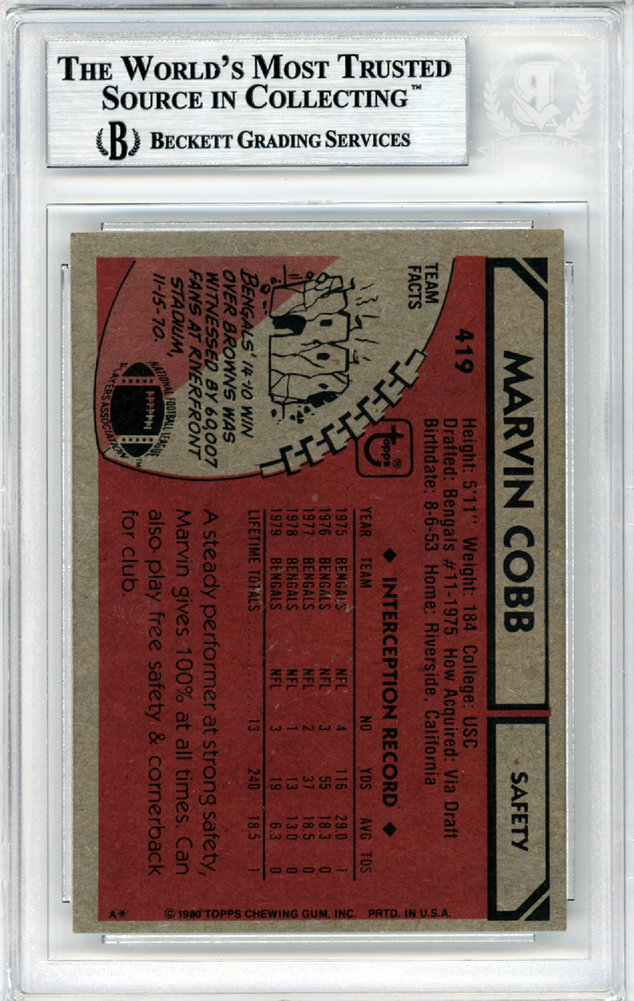 THE WORLD'S MOST TRUSTED
SOURCE IN COLLECTING™
B BECKETT GRADING SERVICES
MARVIN COBB
SAFETY
419
Height: 5'11" Weight: 184 College: USC
Drafted: Bengals #11-1975 How Acquired: Via Draft
Birthdate: 8-6-53 Home: Riverside, California
TEAM
FACTS
BENGALS' 14-10 WIN
OVER BROWNS WAS
WITNESSED BY 60,007
FANS AT RIVERFRONT
STADIUM,
11-15-70.
NATIONAL FOOTBALL LEAGUE
PLAYERS ASSOCIATION™
topps®
◆ INTERCEPTION RECORD ◆
YEAR TEAM NO YDS AVG TDS
1975 BENGALS NFL 4 116 29.0 1
1976 BENGALS NFL 3 55 18.3 0
1977 BENGALS NFL 2 37 18.5 0
1978 BENGALS NFL 1 13 13.0 0
1979 BENGALS NFL 3 19 6.3 0
LIFETIME TOTALS 13 240 18.5 1
A steady performer at strong safety,
Marvin gives 100% at all times. Can
also play free safety & cornerback
for club.
A* © 1980 TOPPS CHEWING GUM, INC. PRTD. IN U.S.A.